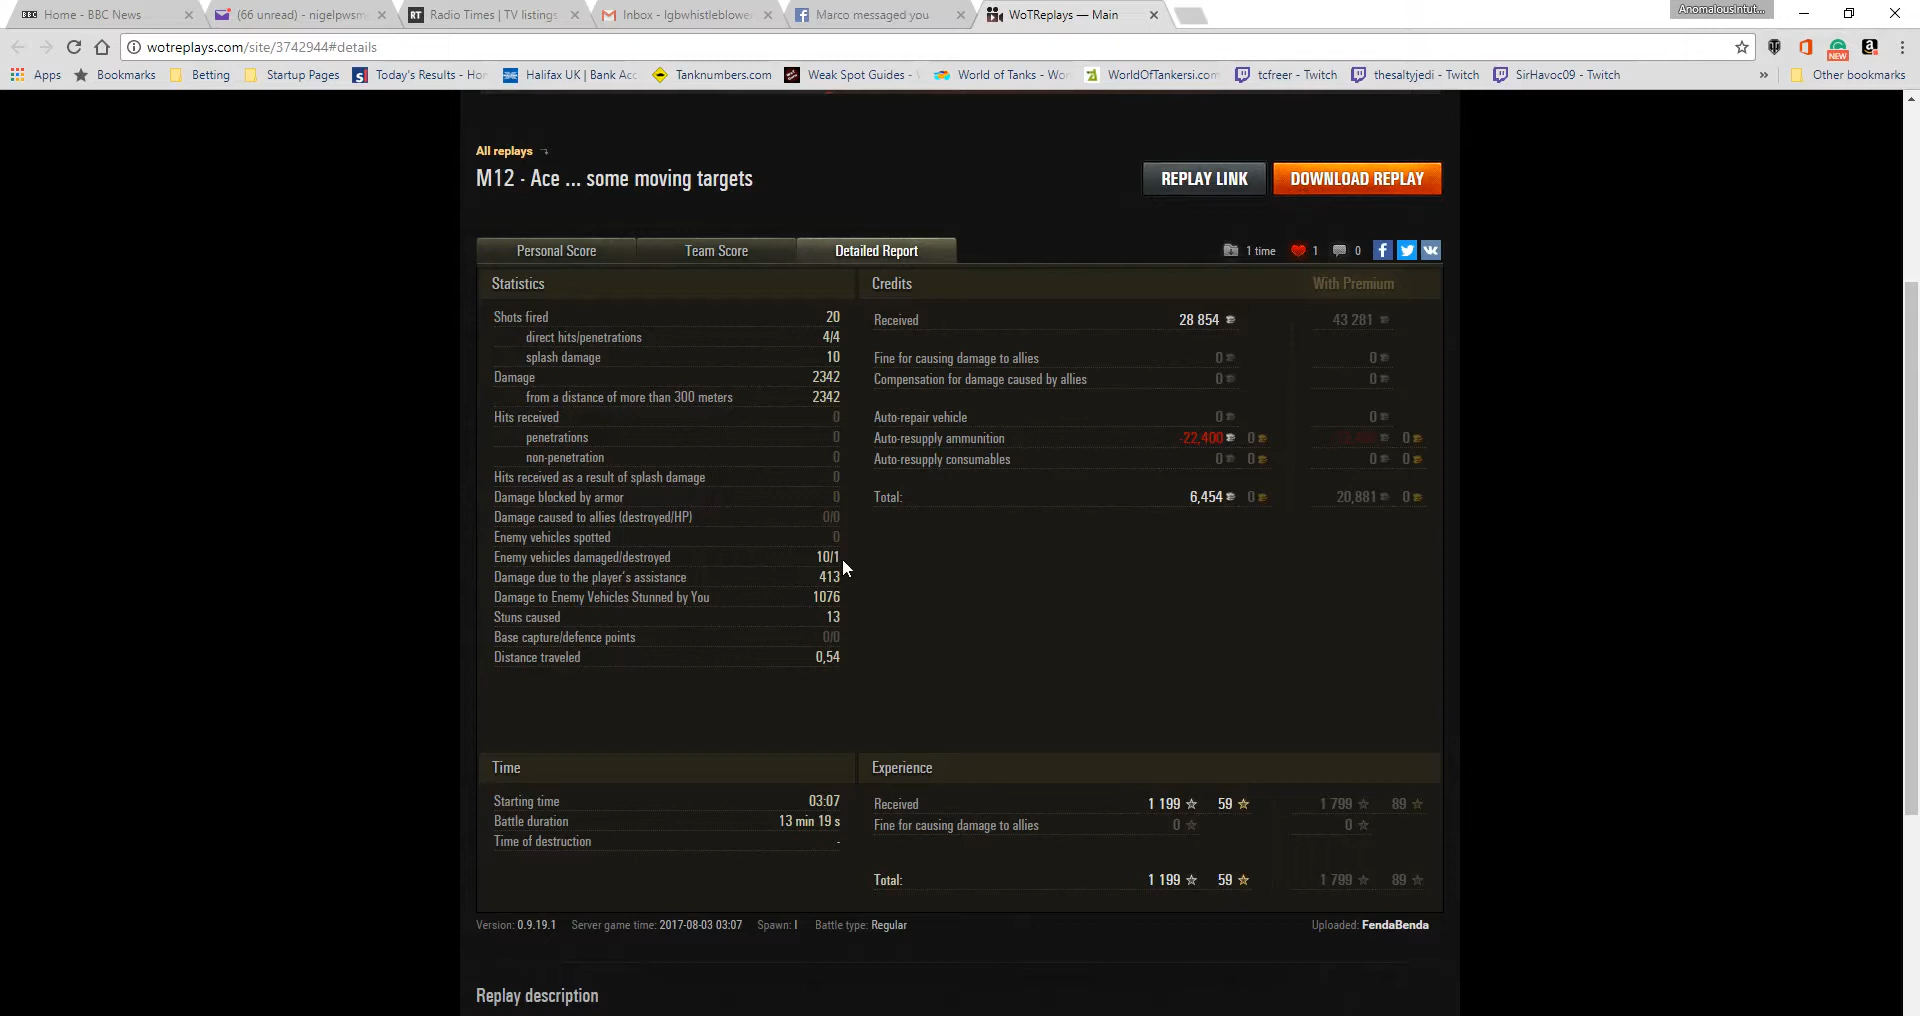 Home - BBC News
(66 unread) - nigelpwsm
Radio Times | TV listings
Inbox - lgbwhistleblowe
Marco messaged you
WoTReplays — Main
AnomalousIntut...
wotreplays.com/site/3742944#details
NEW
Apps
Bookmarks
Betting
Startup Pages
Today's Results - Ho
Halifax UK | Bank Acc
Tanknumbers.com
Weak Spot Guides -
World of Tanks - Wo
WorldOfTankersi.com
tcfreer - Twitch
thesaltyjedi - Twitch
SirHavoc09 - Twitch
» Other bookmarks
All replays
M12 - Ace ... some moving targets
REPLAY LINK
DOWNLOAD REPLAY
Personal Score
Team Score
Detailed Report
1 time
1
0
Statistics
Shots fired 20
direct hits/penetrations 4/4
splash damage 10
Damage 2342
from a distance of more than 300 meters 2342
Hits received 0
penetrations 0
non-penetration 0
Hits received as a result of splash damage 0
Damage blocked by armor 0
Damage caused to allies (destroyed/HP) 0/0
Enemy vehicles spotted 0
Enemy vehicles damaged/destroyed 10/1
Damage due to the player's assistance 413
Damage to Enemy Vehicles Stunned by You 1076
Stuns caused 13
Base capture/defence points 0/0
Distance traveled 0,54
Credits With Premium
Received 28 854 43 281
Fine for causing damage to allies 0 0
Compensation for damage caused by allies 0 0
Auto-repair vehicle 0 0
Auto-resupply ammunition -22,400 0 0
Auto-resupply consumables 0 0 0 0
Total: 6,454 0 20,881 0
Time
Starting time 03:07
Battle duration 13 min 19 s
Time of destruction -
Experience
Received 1 199 59 1 799 89
Fine for causing damage to allies 0 0
Total: 1 199 59 1 799 89
Version: 0.9.19.1 Server game time: 2017-08-03 03:07 Spawn: I Battle type: Regular
Uploaded: FendaBenda
Replay description